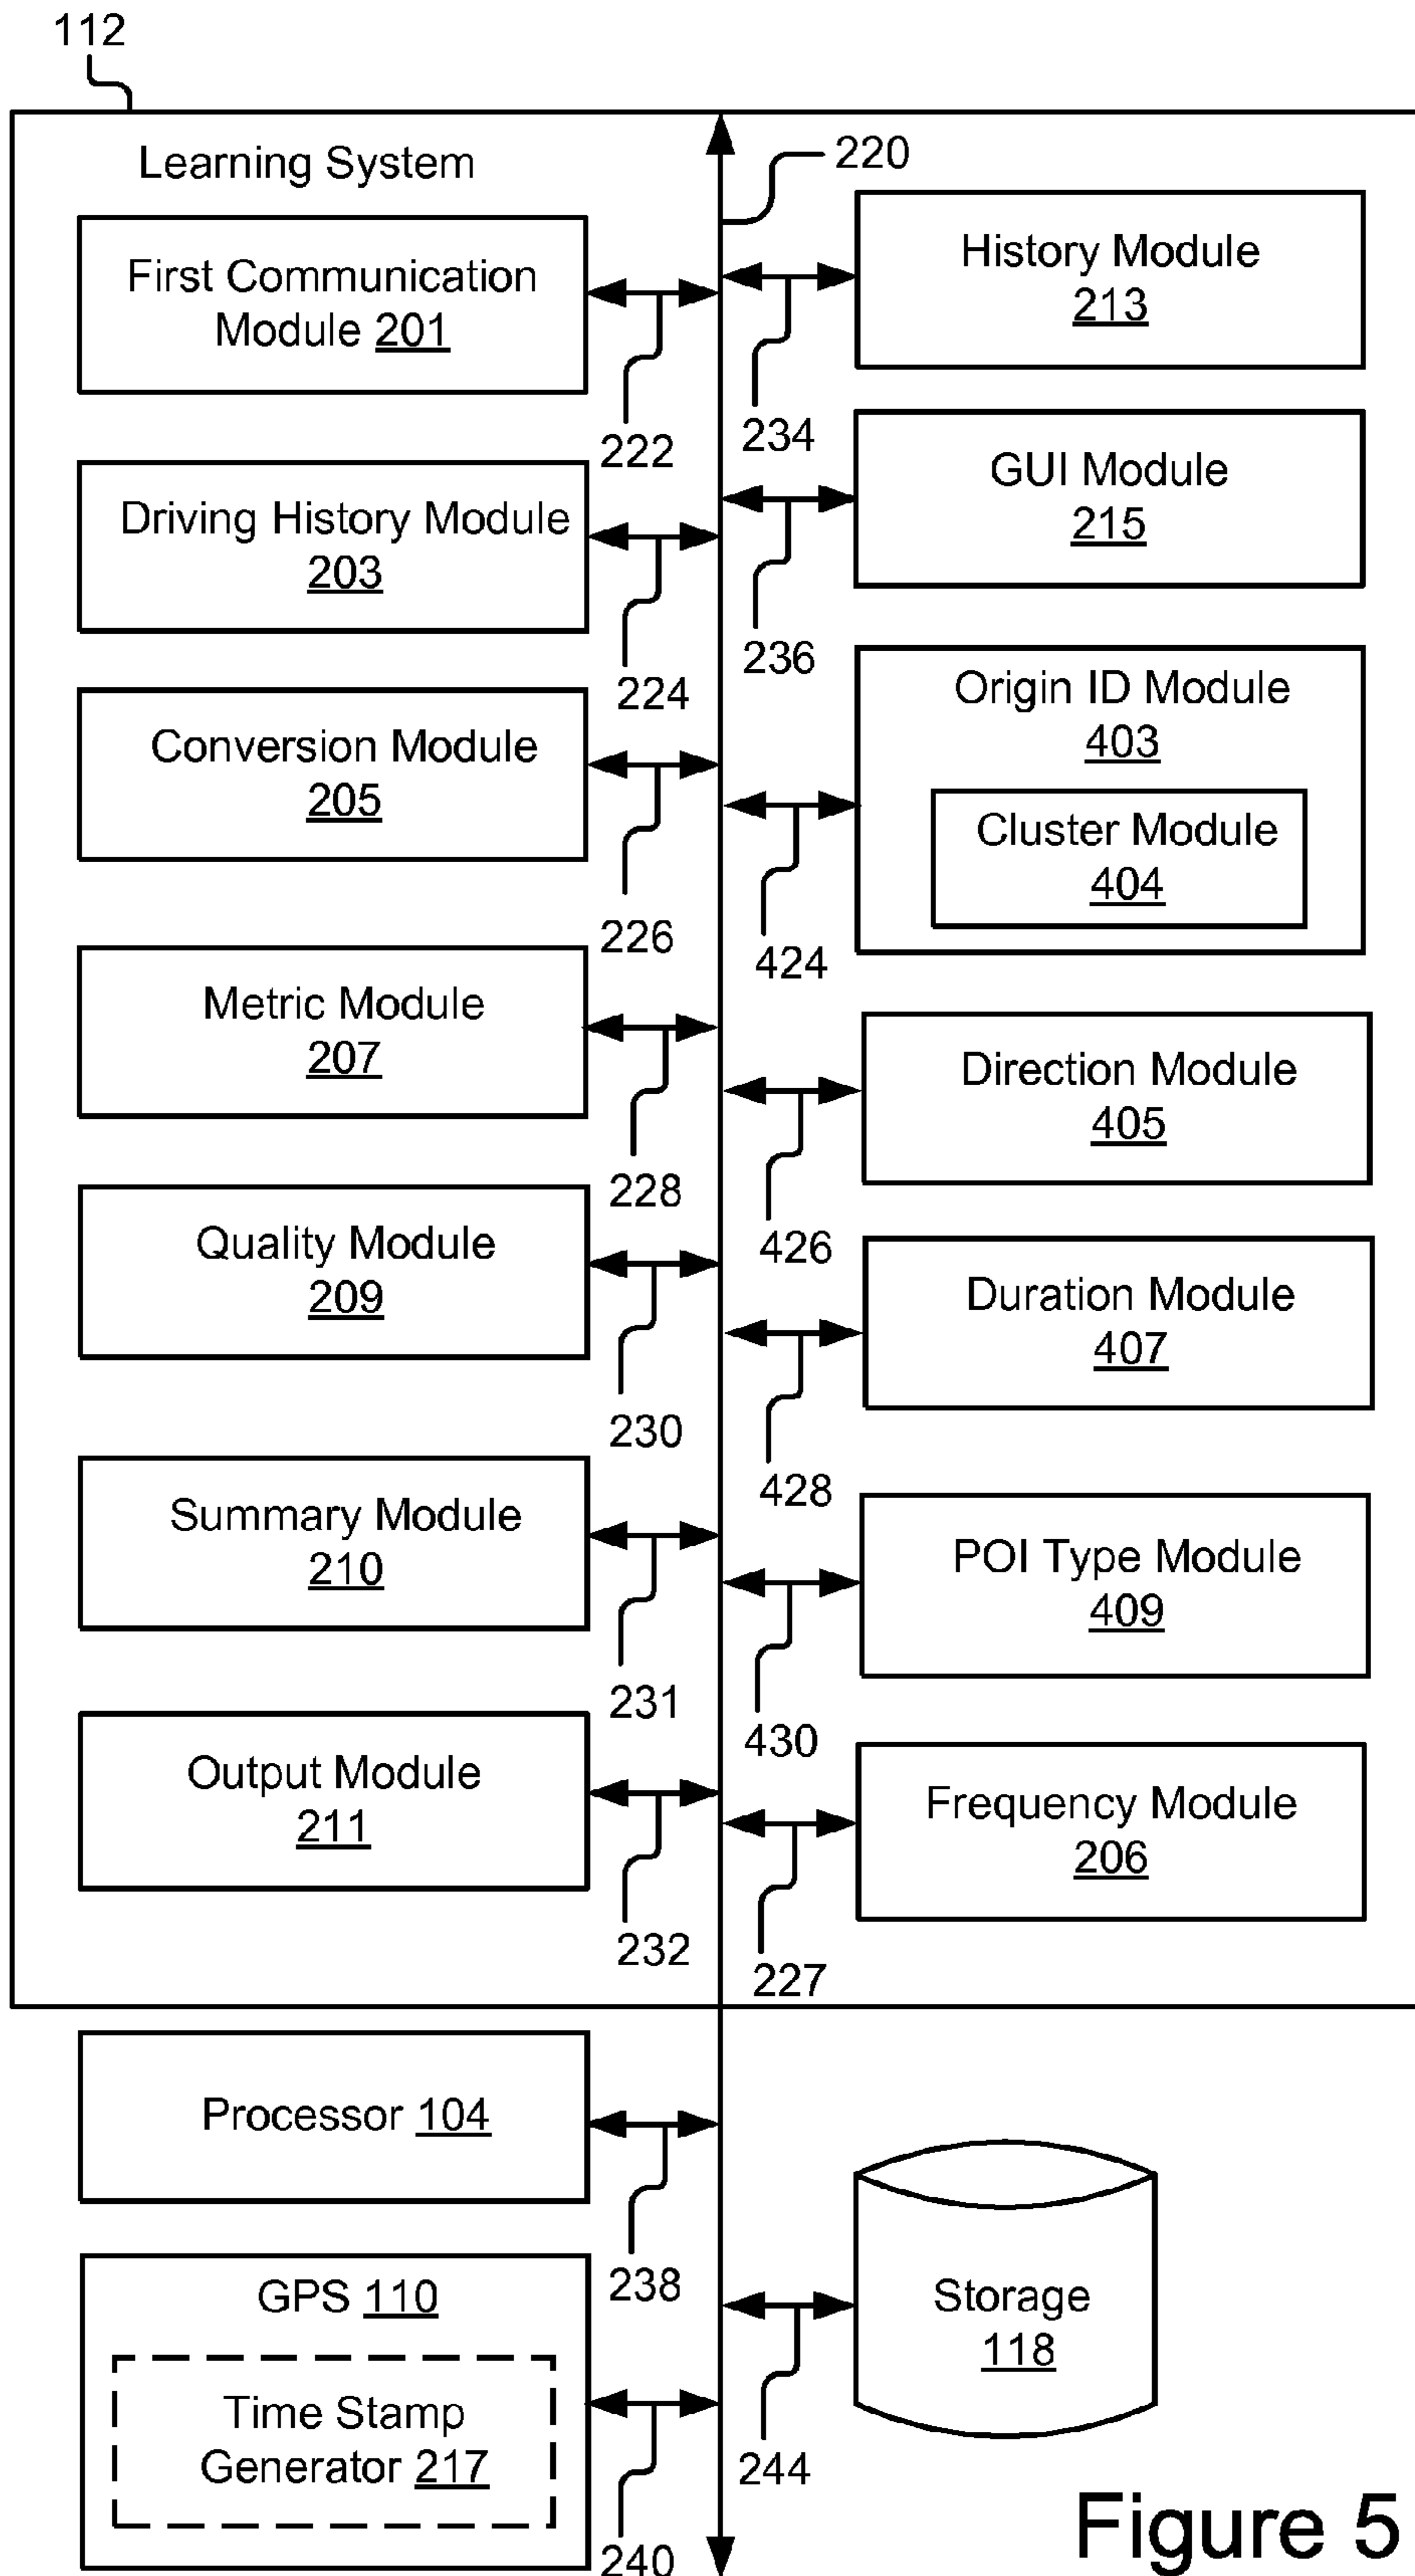 112
Learning System
220
First Communication
Module 201
222
History Module
213
234
Driving History Module
203
224
GUI Module
215
236
Conversion Module
205
226
Origin ID Module
403
Cluster Module
404
424
Metric Module
207
228
Direction Module
405
426
Quality Module
209
230
Duration Module
407
428
Summary Module
210
231
POI Type Module
409
430
Output Module
211
232
Frequency Module
206
227
Processor 104
238
GPS 110
Time Stamp
Generator 217
240
Storage
118
244
Figure 5